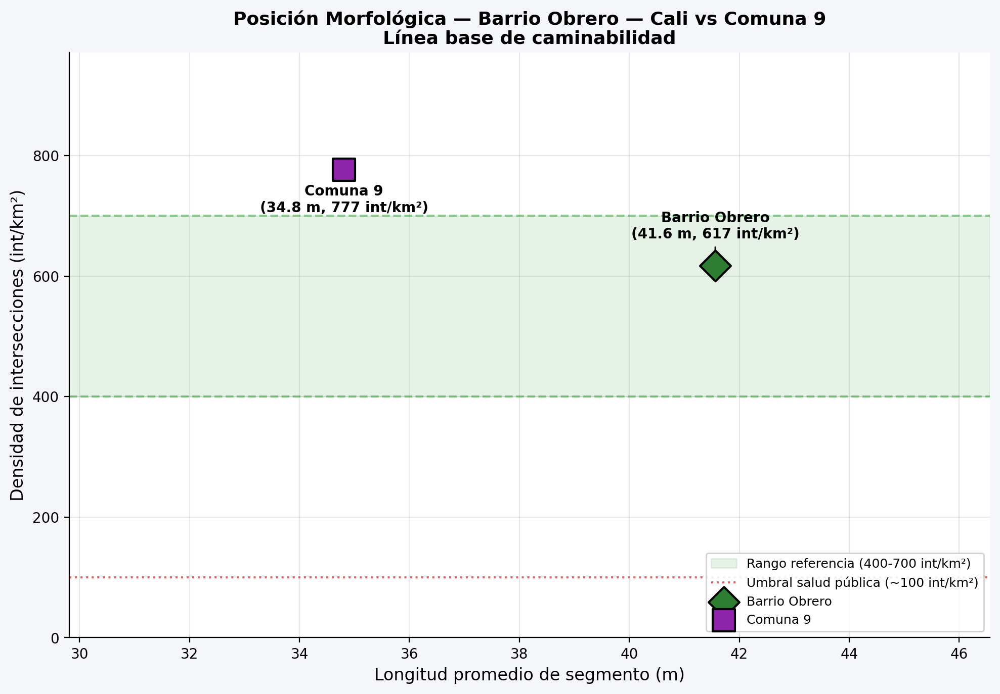 Posición Morfológica — Barrio Obrero — Cali vs Comuna 9
Línea base de caminabilidad
Densidad de intersecciones (int/km²)
800
600
400
200
0
Comuna 9
(34.8 m, 777 int/km²)
Barrio Obrero
(41.6 m, 617 int/km²)
Rango referencia (400-700 int/km²)
Umbral salud pública (~100 int/km²)
Barrio Obrero
Comuna 9
30 32 34 36 38 40 42 44 46
Longitud promedio de segmento (m)